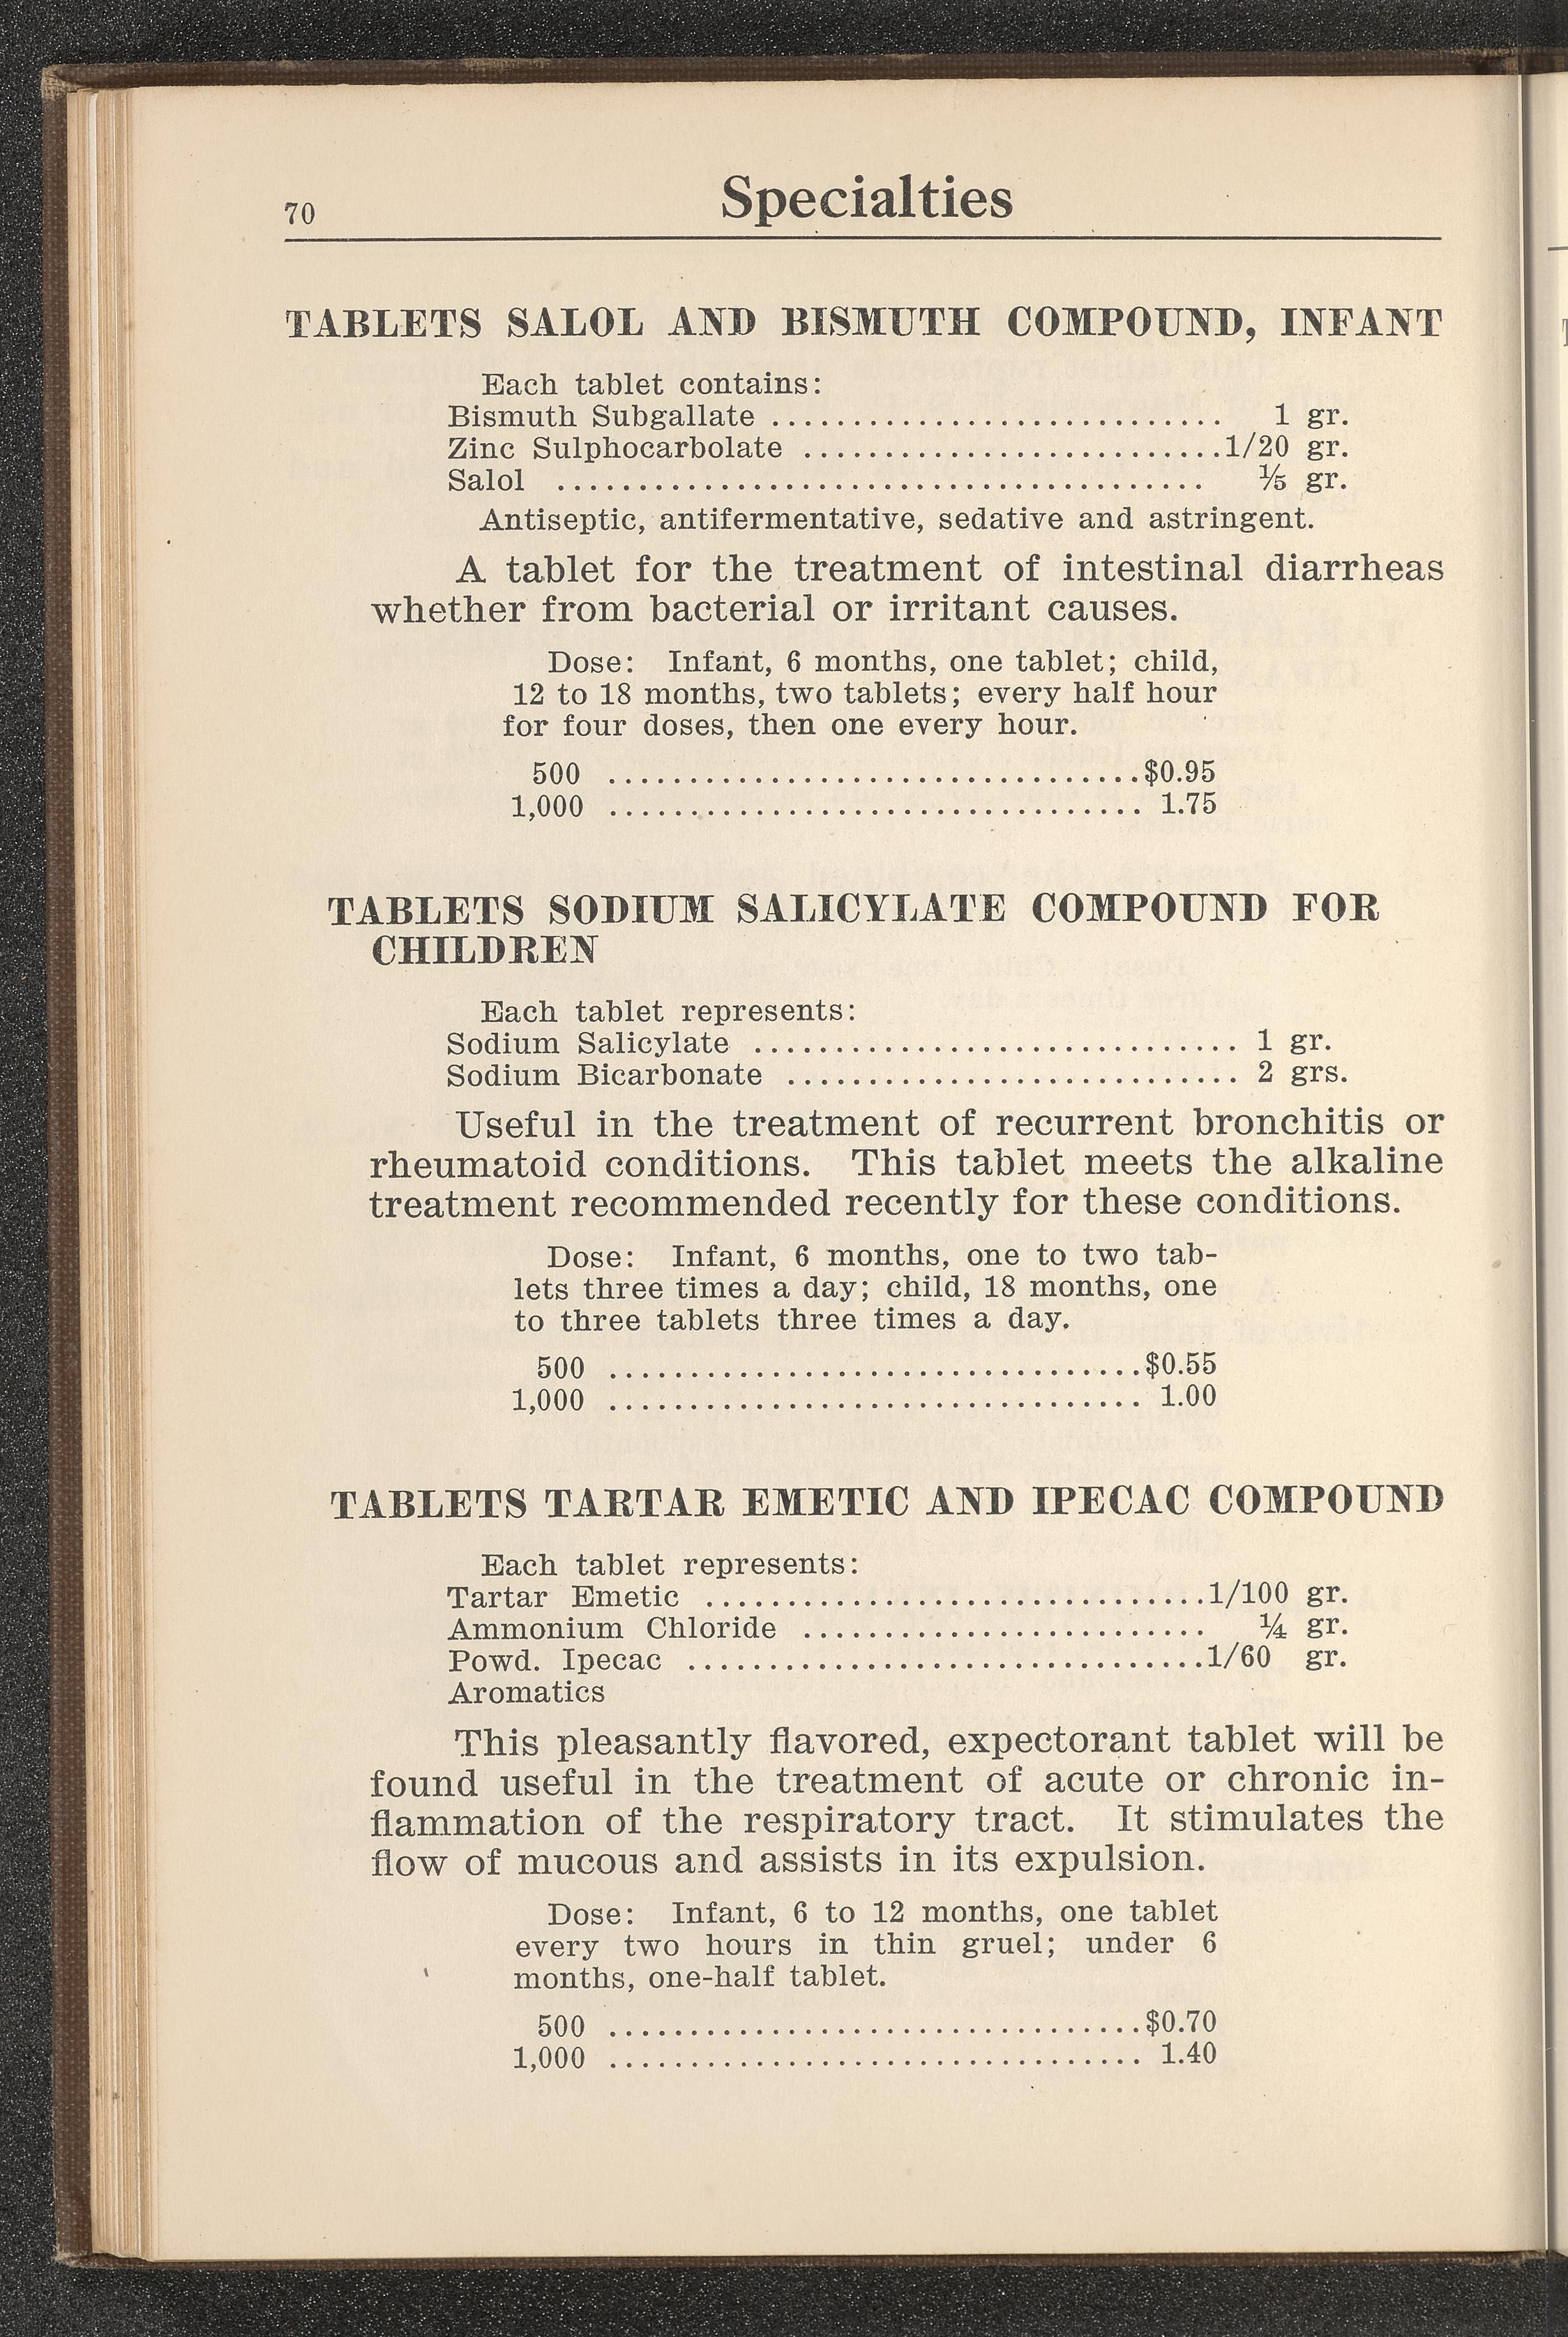 70
Specialties
TABLETS SALOL AND BISMUTH COMPOUND, INFANT
Each tablet contains:
Bismuth Subgallate ............................ 1 gr.
Zinc Sulphocarbolate ..........................1/20 gr.
Salol ......................................... ⅕ gr.
Antiseptic, antifermentative, sedative and astringent.
A tablet for the treatment of intestinal diarrheas
whether from bacterial or irritant causes.
Dose: Infant, 6 months, one tablet; child,
12 to 18 months, two tablets; every half hour
for four doses, then one every hour.
500 .................................$0.95
1,000 ................................. 1.75
TABLETS SODIUM SALICYLATE COMPOUND FOR
CHILDREN
Each tablet represents:
Sodium Salicylate .............................. 1 gr.
Sodium Bicarbonate ............................ 2 grs.
Useful in the treatment of recurrent bronchitis or
rheumatoid conditions. This tablet meets the alkaline
treatment recommended recently for these conditions.
Dose: Infant, 6 months, one to two tab-
lets three times a day; child, 18 months, one
to three tablets three times a day.
500 .................................$0.55
1,000 ................................. 1.00
TABLETS TARTAR EMETIC AND IPECAC COMPOUND
Each tablet represents:
Tartar Emetic ...............................1/100 gr.
Ammonium Chloride ......................... ¼ gr.
Powd. Ipecac ................................1/60 gr.
Aromatics
This pleasantly flavored, expectorant tablet will be
found useful in the treatment of acute or chronic in-
flammation of the respiratory tract. It stimulates the
flow of mucous and assists in its expulsion.
Dose: Infant, 6 to 12 months, one tablet
every two hours in thin gruel; under 6
months, one-half tablet.
500 .................................$0.70
1,000 ................................. 1.40